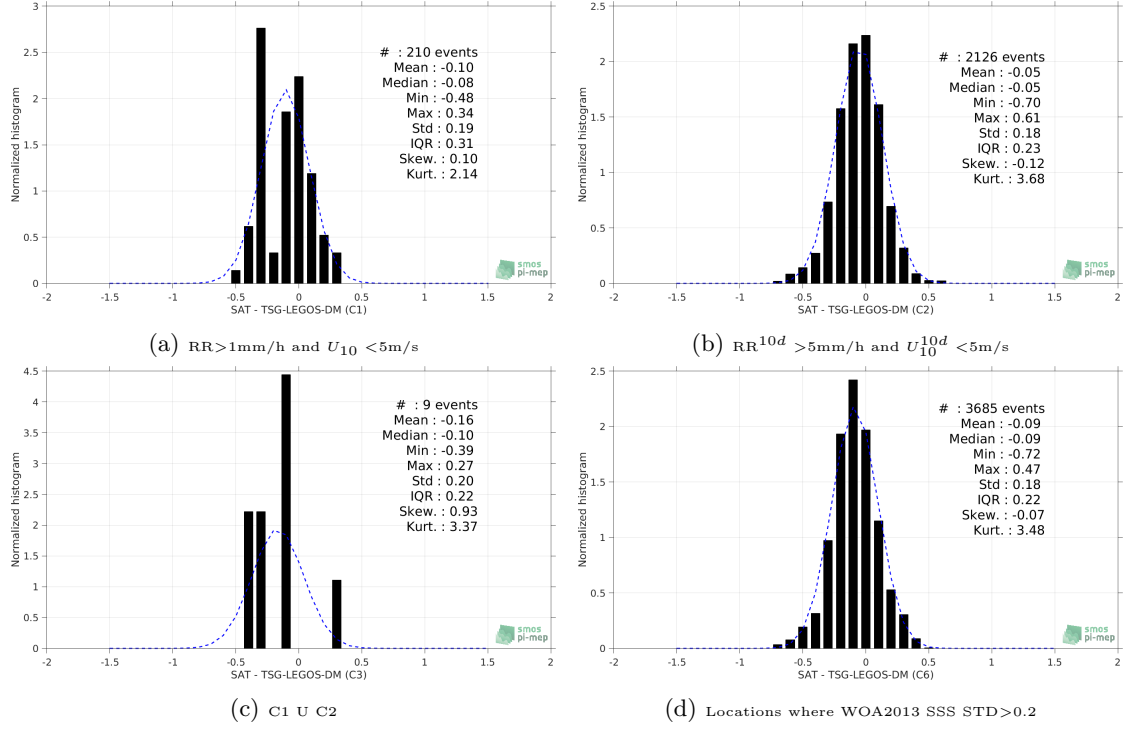 3
2.5
2
1.5
1
0.5
0
-2
-1.5
-1
-0.5
0
0.5
1
1.5
2
Normalized histogram
SAT - TSG-LEGOS-DM (C1)
# : 210 events
Mean : -0.10
Median : -0.08
Min : -0.48
Max : 0.34
Std : 0.19
IQR : 0.31
Skew. : 0.10
Kurt. : 2.14
smos
pi-mep
(a) RR>1mm/h and U10 <5m/s
2.5
2
1.5
1
0.5
0
-2
-1.5
-1
-0.5
0
0.5
1
1.5
2
Normalized histogram
SAT - TSG-LEGOS-DM (C2)
# : 2126 events
Mean : -0.05
Median : -0.05
Min : -0.70
Max : 0.61
Std : 0.18
IQR : 0.23
Skew. : -0.12
Kurt. : 3.68
smos
pi-mep
(b) RR10d >5mm/h and U10d10 <5m/s
4.5
4
3.5
3
2.5
2
1.5
1
0.5
0
-2
-1.5
-1
-0.5
0
0.5
1
1.5
2
Normalized histogram
SAT - TSG-LEGOS-DM (C3)
# : 9 events
Mean : -0.16
Median : -0.10
Min : -0.39
Max : 0.27
Std : 0.20
IQR : 0.22
Skew. : 0.93
Kurt. : 3.37
smos
pi-mep
(c) C1 U C2
2.5
2
1.5
1
0.5
0
-2
-1.5
-1
-0.5
0
0.5
1
1.5
2
Normalized histogram
SAT - TSG-LEGOS-DM (C6)
# : 3685 events
Mean : -0.09
Median : -0.09
Min : -0.72
Max : 0.47
Std : 0.18
IQR : 0.22
Skew. : -0.07
Kurt. : 3.48
smos
pi-mep
(d) Locations where WOA2013 SSS STD>0.2